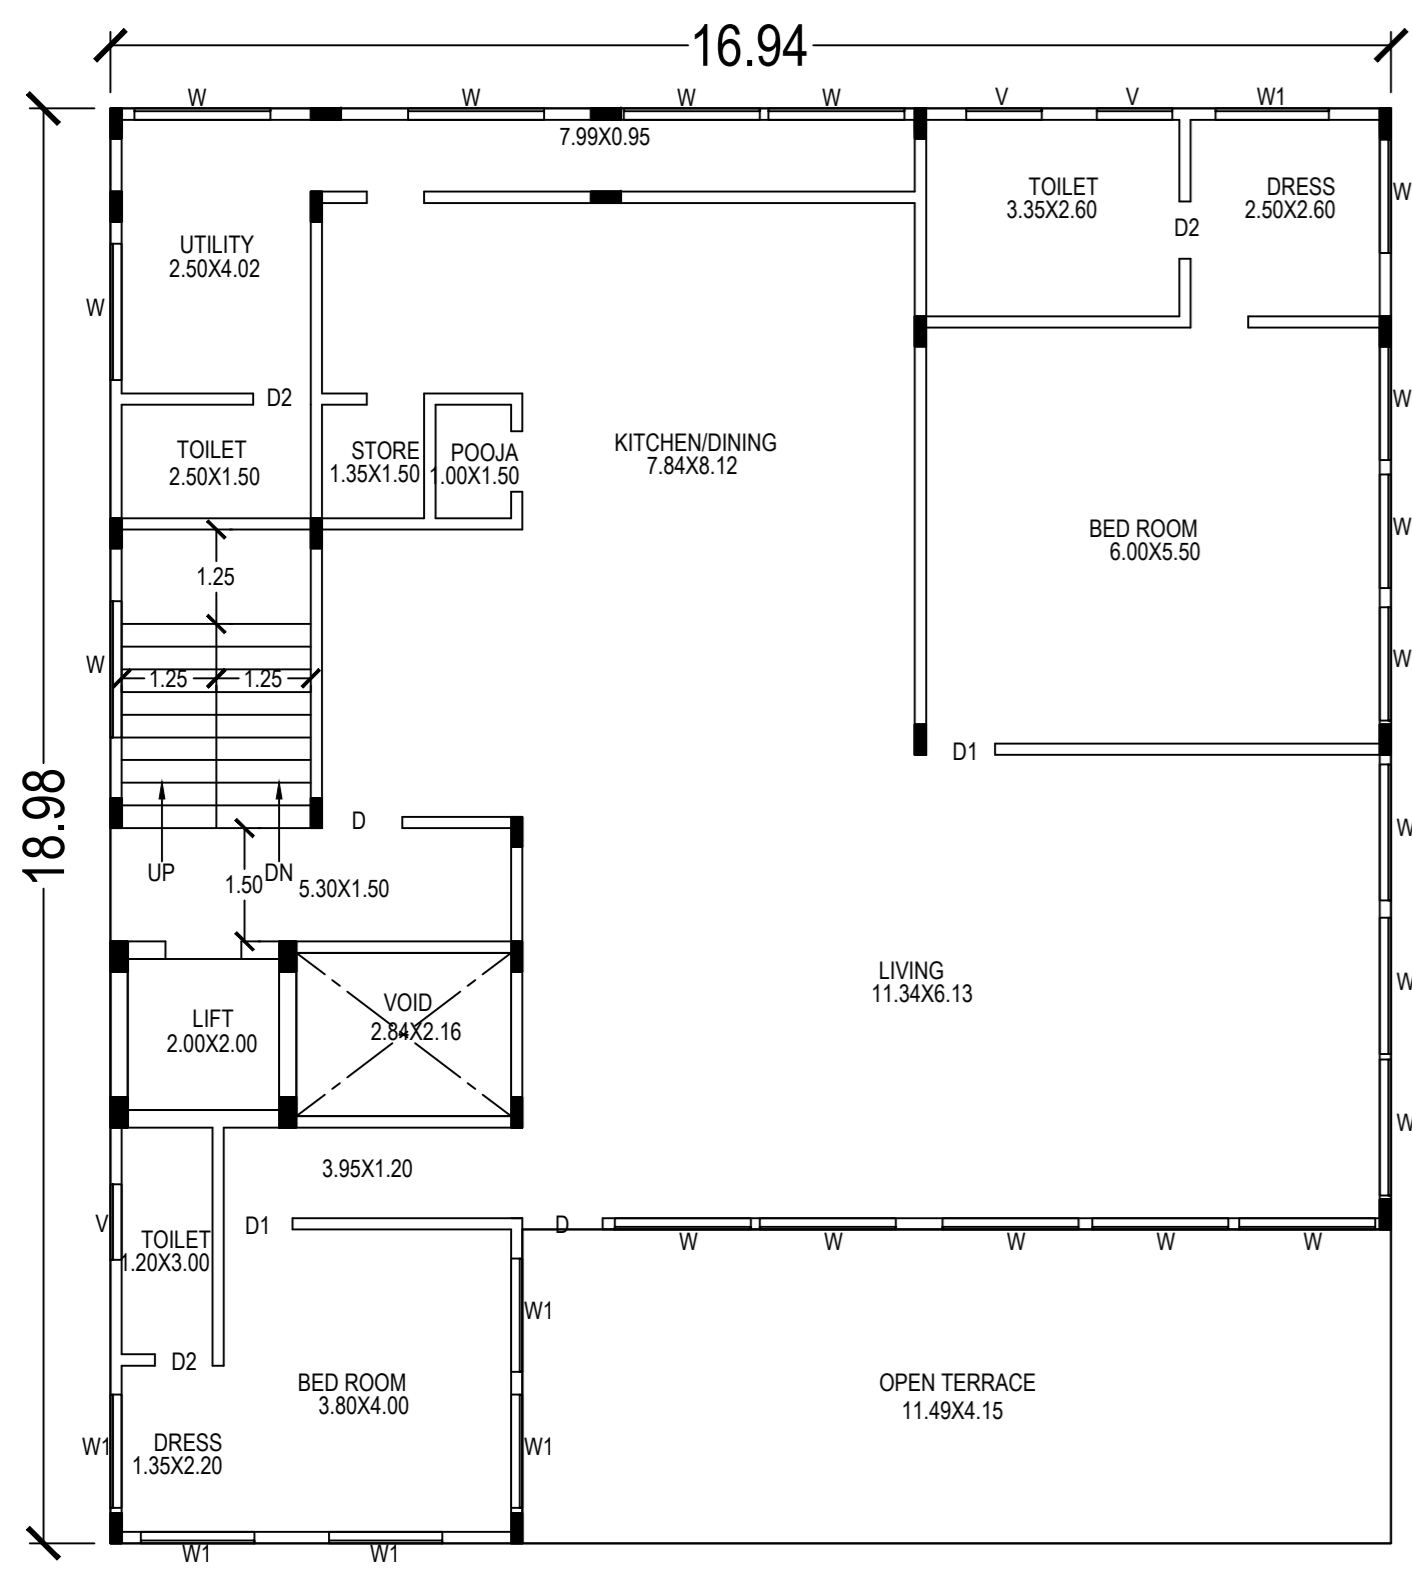 16.94
W
W
W
W
V
V
W1
7.99X0.95
TOILET
3.35X2.60
DRESS
2.50X2.60
W
D2
UTILITY
2.50X4.02
W
D2
W
KITCHEN/DINING
7.84X8.12
TOILET
2.50X1.50
STORE
1.35X1.50
POOJA
1.00X1.50
BED ROOM
6.00X5.50
W
1.25
W
W
1.25
1.25
D1
18.98
D
W
UP
1.50
DN
5.30X1.50
LIVING
11.34X6.13
W
VOID
2.84X2.16
LIFT
2.00X2.00
W
3.95X1.20
V
TOILET
1.20X3.00
D1
D
W
W
W
W
W
W1
D2
BED ROOM
3.80X4.00
OPEN TERRACE
11.49X4.15
W1
DRESS
1.35X2.20
W1
W1
W1